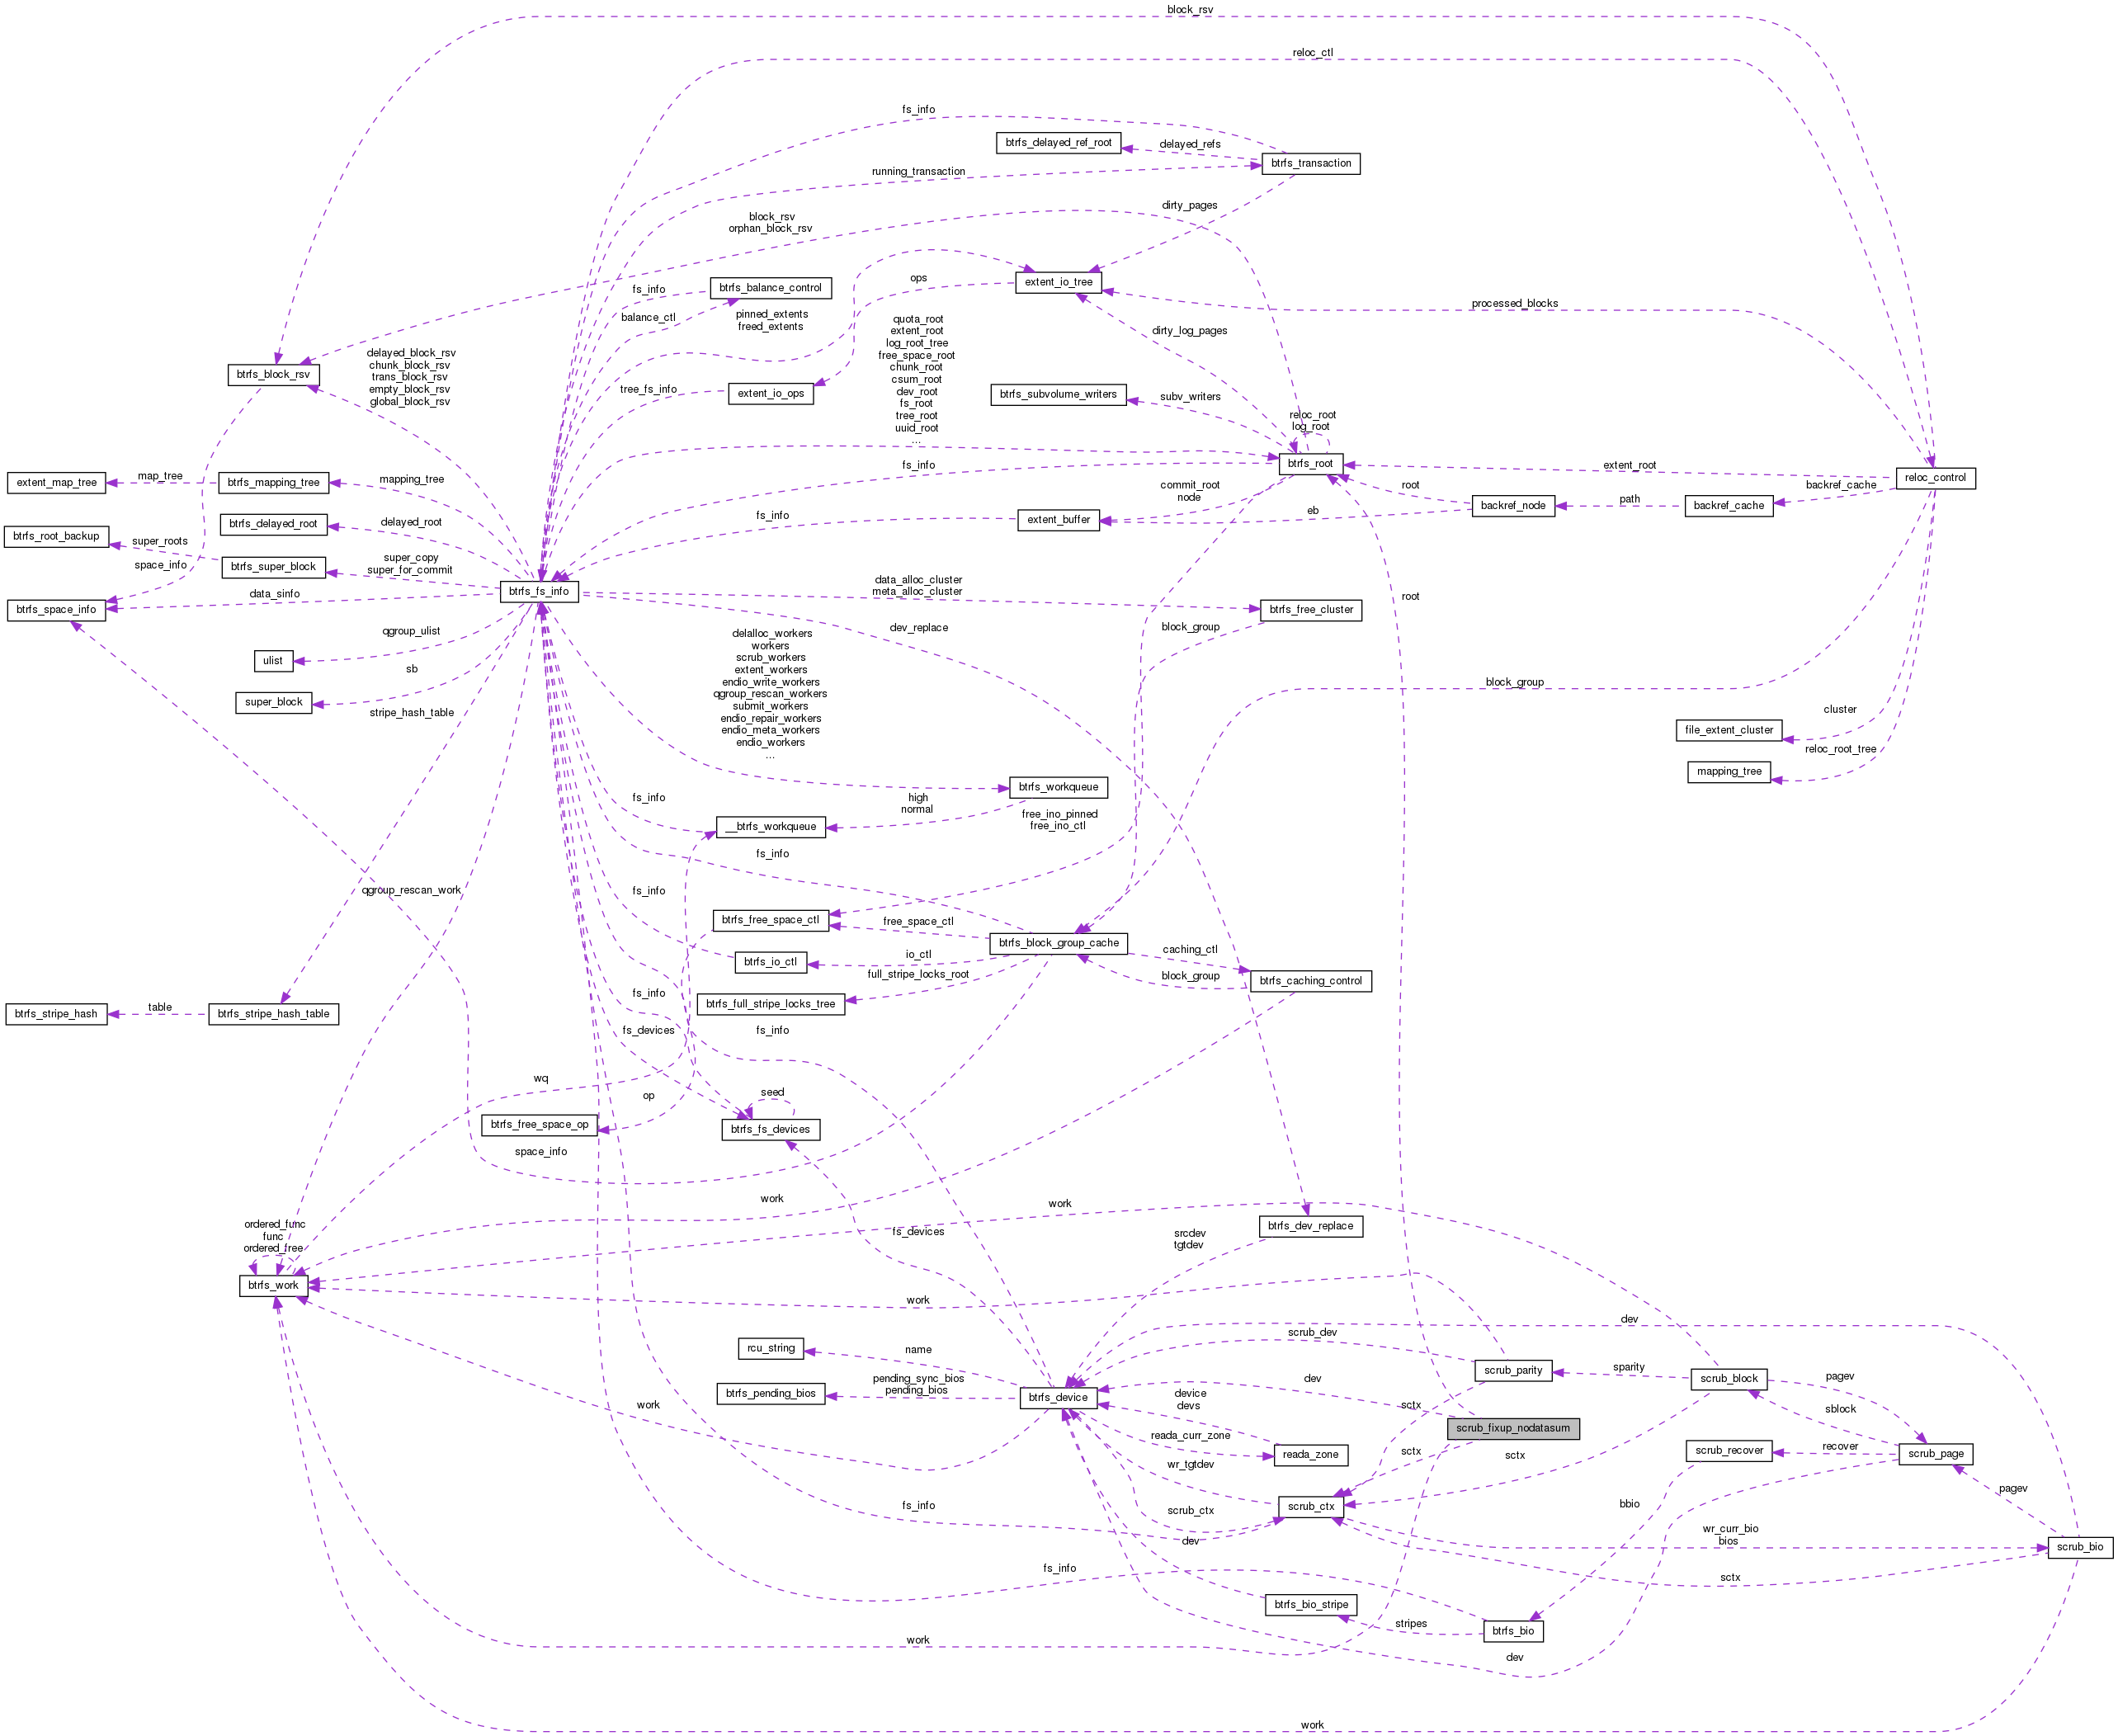 block_rsv
reloc_ctl
fs_info
btrfs_delayed_ref_root
delayed_refs
btrfs_transaction
running_transaction
dirty_pages
block_rsv
orphan_block_rsv
ops
extent_io_tree
fs_info
btrfs_balance_control
processed_blocks
balance_ctl
pinned_extents
freed_extents
quota_root
extent_root
log_root_tree
free_space_root
chunk_root
csum_root
dev_root
fs_root
tree_root
uuid_root
...
dirty_log_pages
delayed_block_rsv
chunk_block_rsv
trans_block_rsv
empty_block_rsv
global_block_rsv
btrfs_block_rsv
tree_fs_info
extent_io_ops
btrfs_subvolume_writers
subv_writers
reloc_root
log_root
btrfs_root
fs_info
extent_root
reloc_control
extent_map_tree
map_tree
btrfs_mapping_tree
mapping_tree
commit_root
node
root
backref_node
path
backref_cache
backref_cache
btrfs_root_backup
super_roots
btrfs_delayed_root
delayed_root
fs_info
extent_buffer
eb
btrfs_super_block
super_copy
super_for_commit
space_info
btrfs_space_info
data_sinfo
btrfs_fs_info
data_alloc_cluster
meta_alloc_cluster
btrfs_free_cluster
root
dev_replace
block_group
qgroup_ulist
ulist
sb
super_block
stripe_hash_table
delalloc_workers
workers
scrub_workers
extent_workers
endio_write_workers
qgroup_rescan_workers
submit_workers
endio_repair_workers
endio_meta_workers
endio_workers
...
block_group
cluster
file_extent_cluster
reloc_root_tree
mapping_tree
btrfs_workqueue
fs_info
high
normal
__btrfs_workqueue
free_ino_pinned
free_ino_ctl
fs_info
qgroup_rescan_work
fs_info
btrfs_free_space_ctl
free_space_ctl
btrfs_block_group_cache
caching_ctl
btrfs_io_ctl
io_ctl
full_stripe_locks_root
block_group
btrfs_caching_control
btrfs_full_stripe_locks_tree
fs_info
btrfs_stripe_hash
table
btrfs_stripe_hash_table
fs_devices
fs_info
wq
op
seed
btrfs_free_space_op
btrfs_fs_devices
space_info
work
work
ordered_func
func
ordered_free
btrfs_work
fs_devices
btrfs_dev_replace
srcdev
tgtdev
work
dev
scrub_dev
rcu_string
name
scrub_parity
sparity
scrub_block
pagev
btrfs_pending_bios
pending_sync_bios
pending_bios
btrfs_device
device
devs
dev
work
sctx
sblock
reada_curr_zone
scrub_fixup_nodatasum
reada_zone
wr_tgtdev
sctx
sctx
scrub_recover
recover
scrub_page
pagev
fs_info
scrub_ctx
scrub_ctx
bbio
wr_curr_bio
bios
scrub_bio
dev
fs_info
sctx
btrfs_bio_stripe
stripes
btrfs_bio
work
dev
work